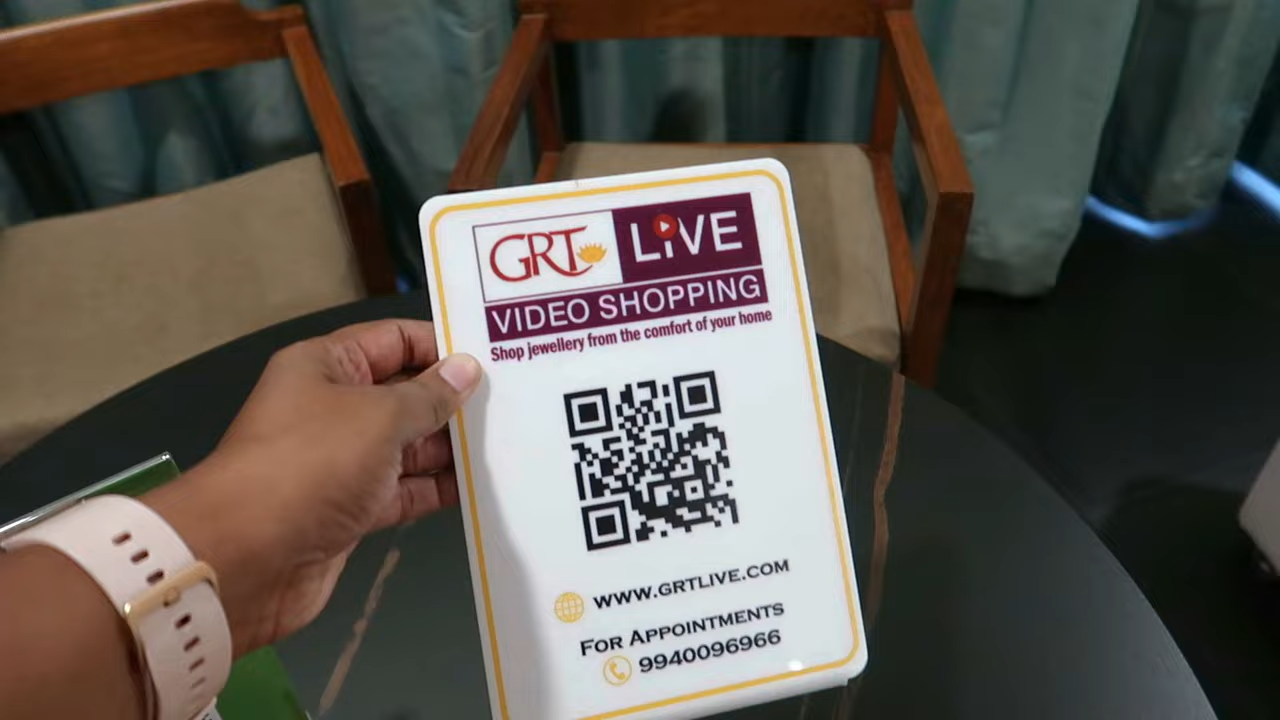 GRT LIVE
VIDEO SHOPPING
Shop jewellery from the comfort of your home
WWW.GRTLIVE.COM
FOR APPOINTMENTS
9940096966